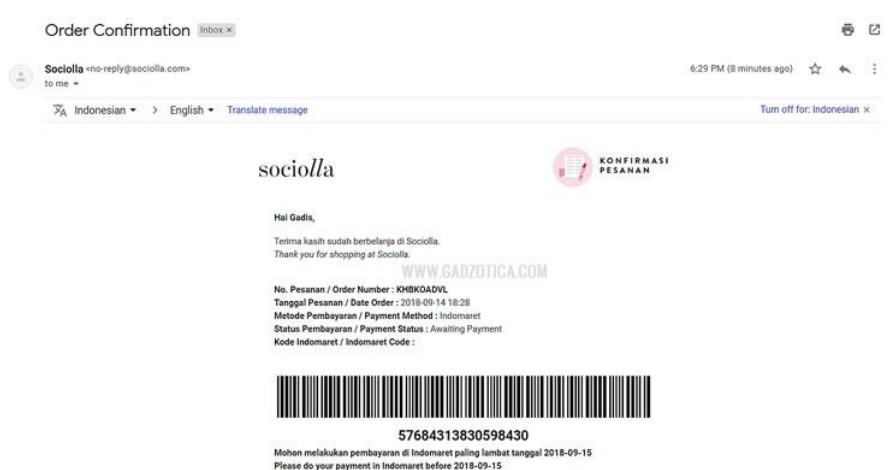 Order Confirmation Inbox ×
Sociolla <no-reply@sociolla.com> 6:29 PM (8 minutes ago)
to me
Indonesian > English Translate message Turn off for: Indonesian ×
sociolla
KONFIRMASI
PESANAN
Hai Gadis,
Terima kasih sudah berbelanja di Sociolla.
Thank you for shopping at Sociolla.
WWW.GADZOTICA.COM
No. Pesanan / Order Number : KHBKOADVL
Tanggal Pesanan / Date Order : 2018-09-14 18:28
Metode Pembayaran / Payment Method : Indomaret
Status Pembayaran / Payment Status : Awaiting Payment
Kode Indomaret / Indomaret Code :
57684313830598430
Mohon melakukan pembayaran di Indomaret paling lambat tanggal 2018-09-15
Please do your payment in Indomaret before 2018-09-15